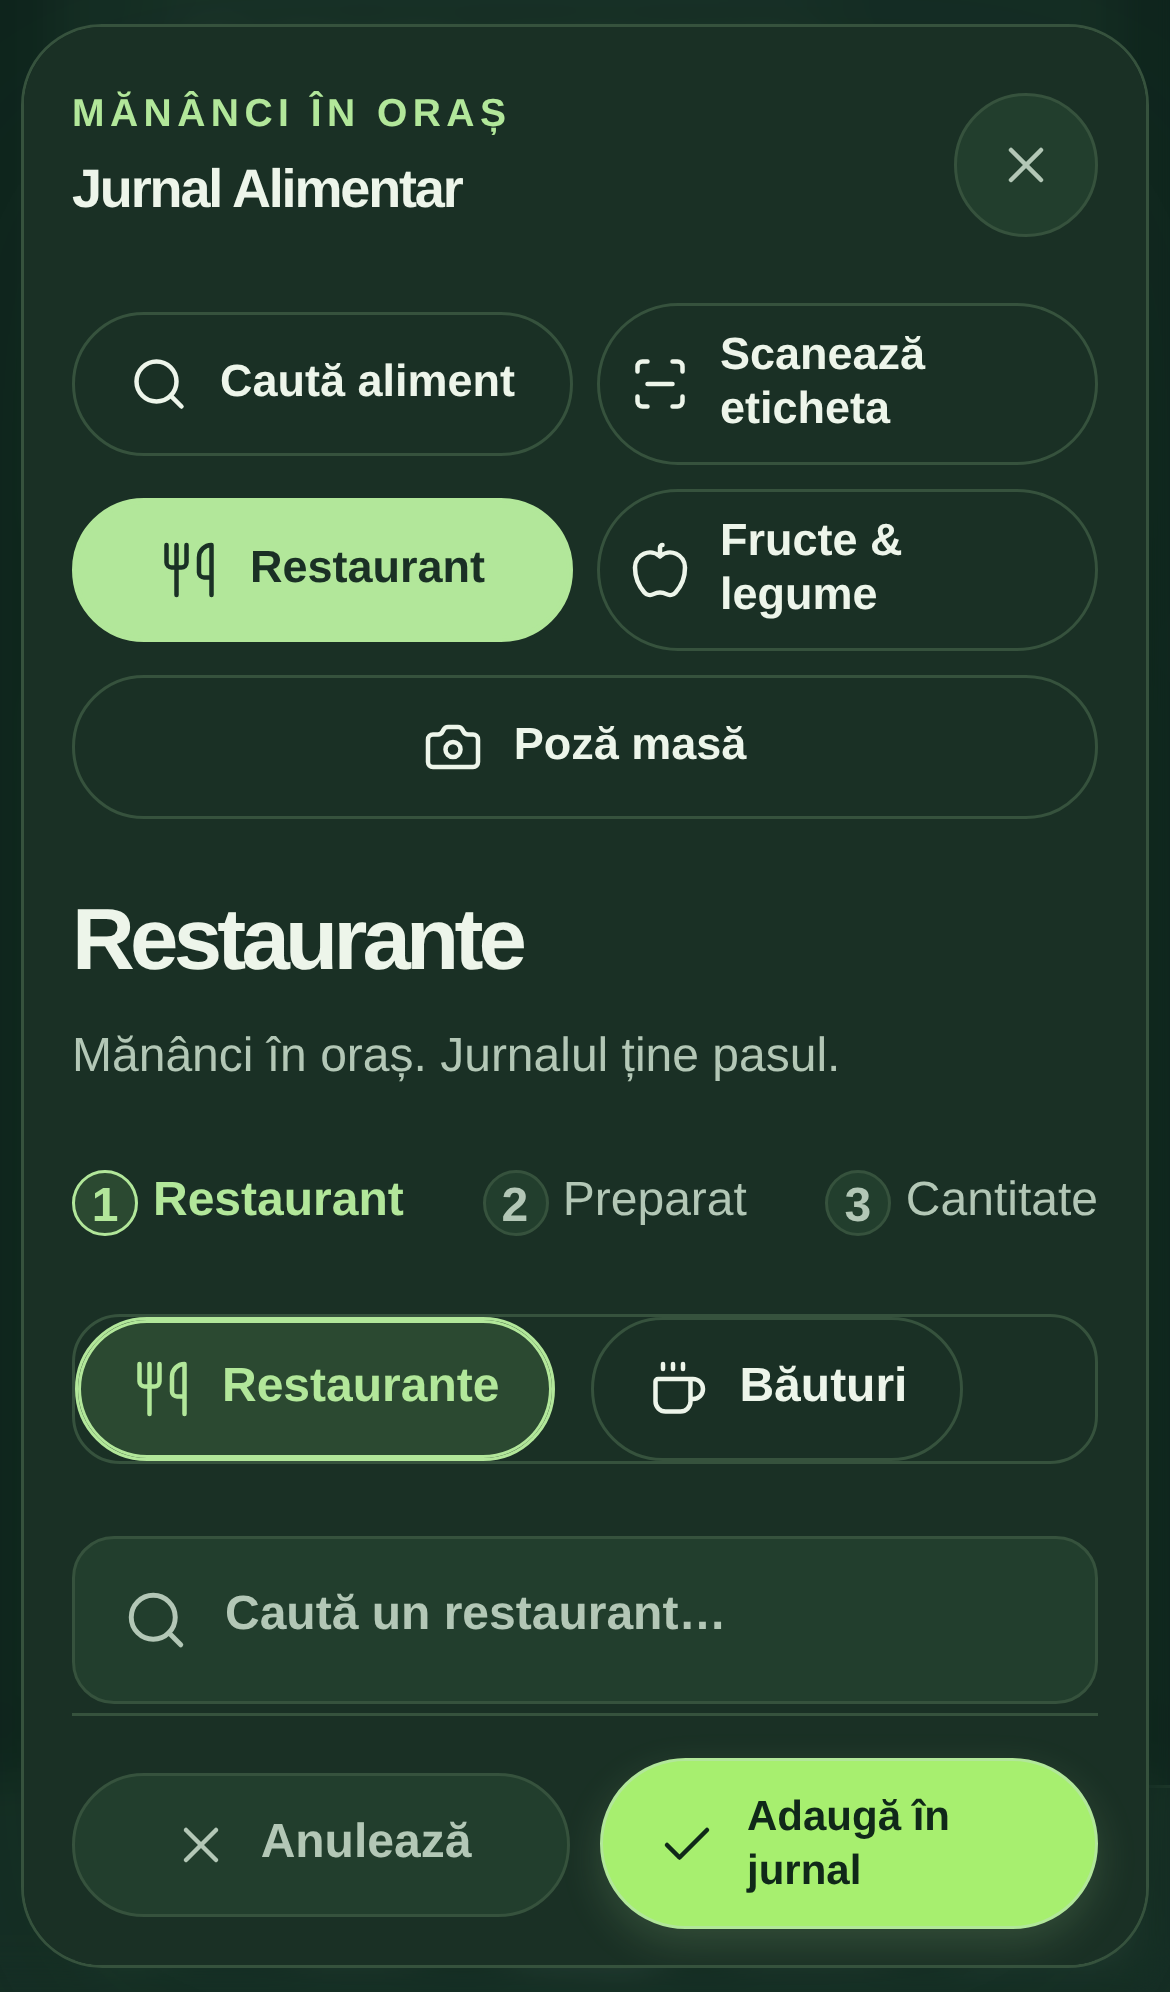 MĂNÂNCI ÎN ORAȘ
Jurnal Alimentar
Caută aliment
Scanează
eticheta
Restaurant
Fructe &
legume
Poză masă
Restaurante
Mănânci în oraș. Jurnalul ține pasul.
1 Restaurant
2 Preparat
3 Cantitate
Restaurante
Băuturi
Caută un restaurant…
Anulează
Adaugă în
jurnal